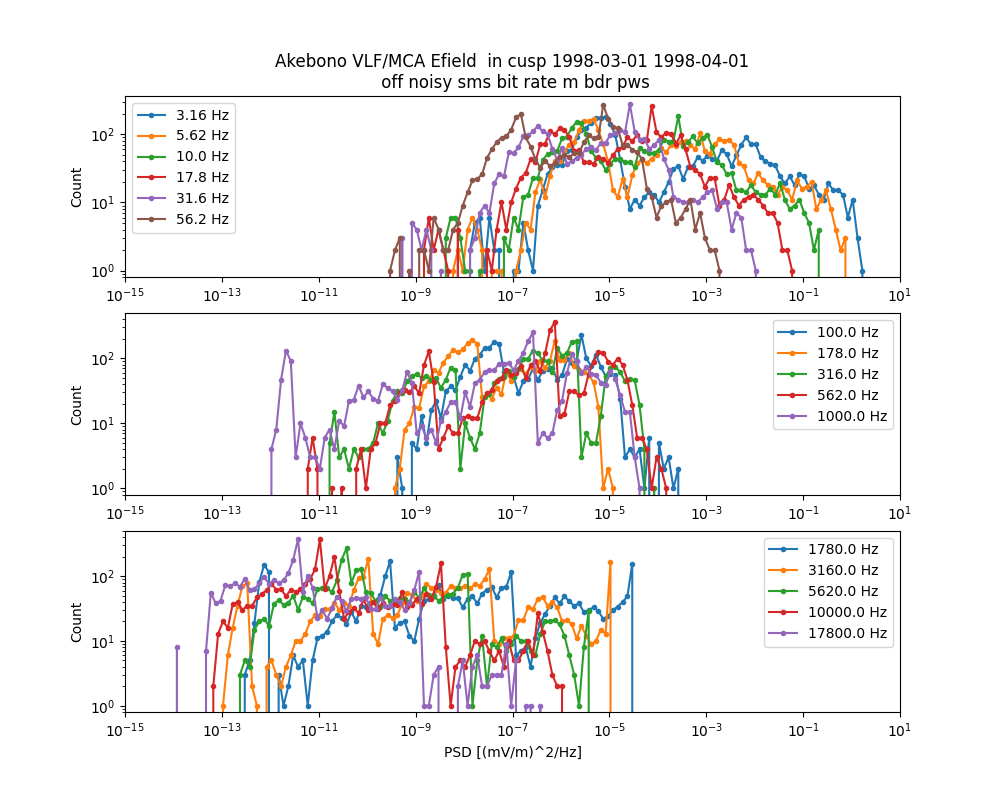 Akebono VLF/MCA Efield  in cusp 1998-03-01 1998-04-01
off noisy sms bit rate m bdr pws
Count
10^2
10^1
10^0
3.16 Hz
5.62 Hz
10.0 Hz
17.8 Hz
31.6 Hz
56.2 Hz
10^−15 10^−13 10^−11 10^−9 10^−7 10^−5 10^−3 10^−1 10^1
Count
10^2
10^1
10^0
100.0 Hz
178.0 Hz
316.0 Hz
562.0 Hz
1000.0 Hz
10^−15 10^−13 10^−11 10^−9 10^−7 10^−5 10^−3 10^−1 10^1
Count
10^2
10^1
10^0
1780.0 Hz
3160.0 Hz
5620.0 Hz
10000.0 Hz
17800.0 Hz
10^−15 10^−13 10^−11 10^−9 10^−7 10^−5 10^−3 10^−1 10^1
PSD [(mV/m)^2/Hz]